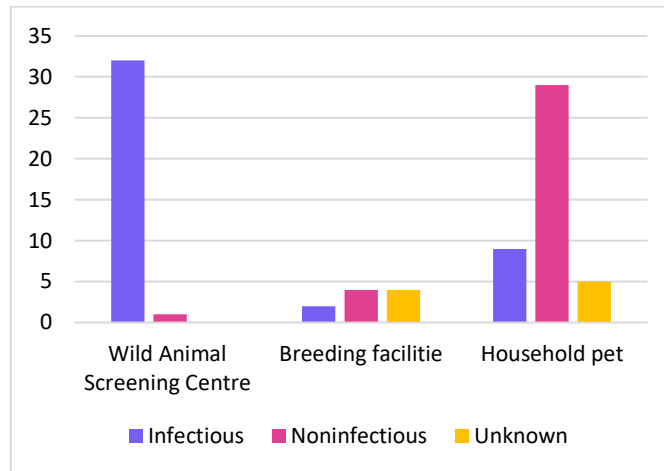 35
30
25
20
15
10
5
0
Wild Animal
Screening Centre
Breeding facilitie
Household pet
Infectious
Noninfectious
Unknown